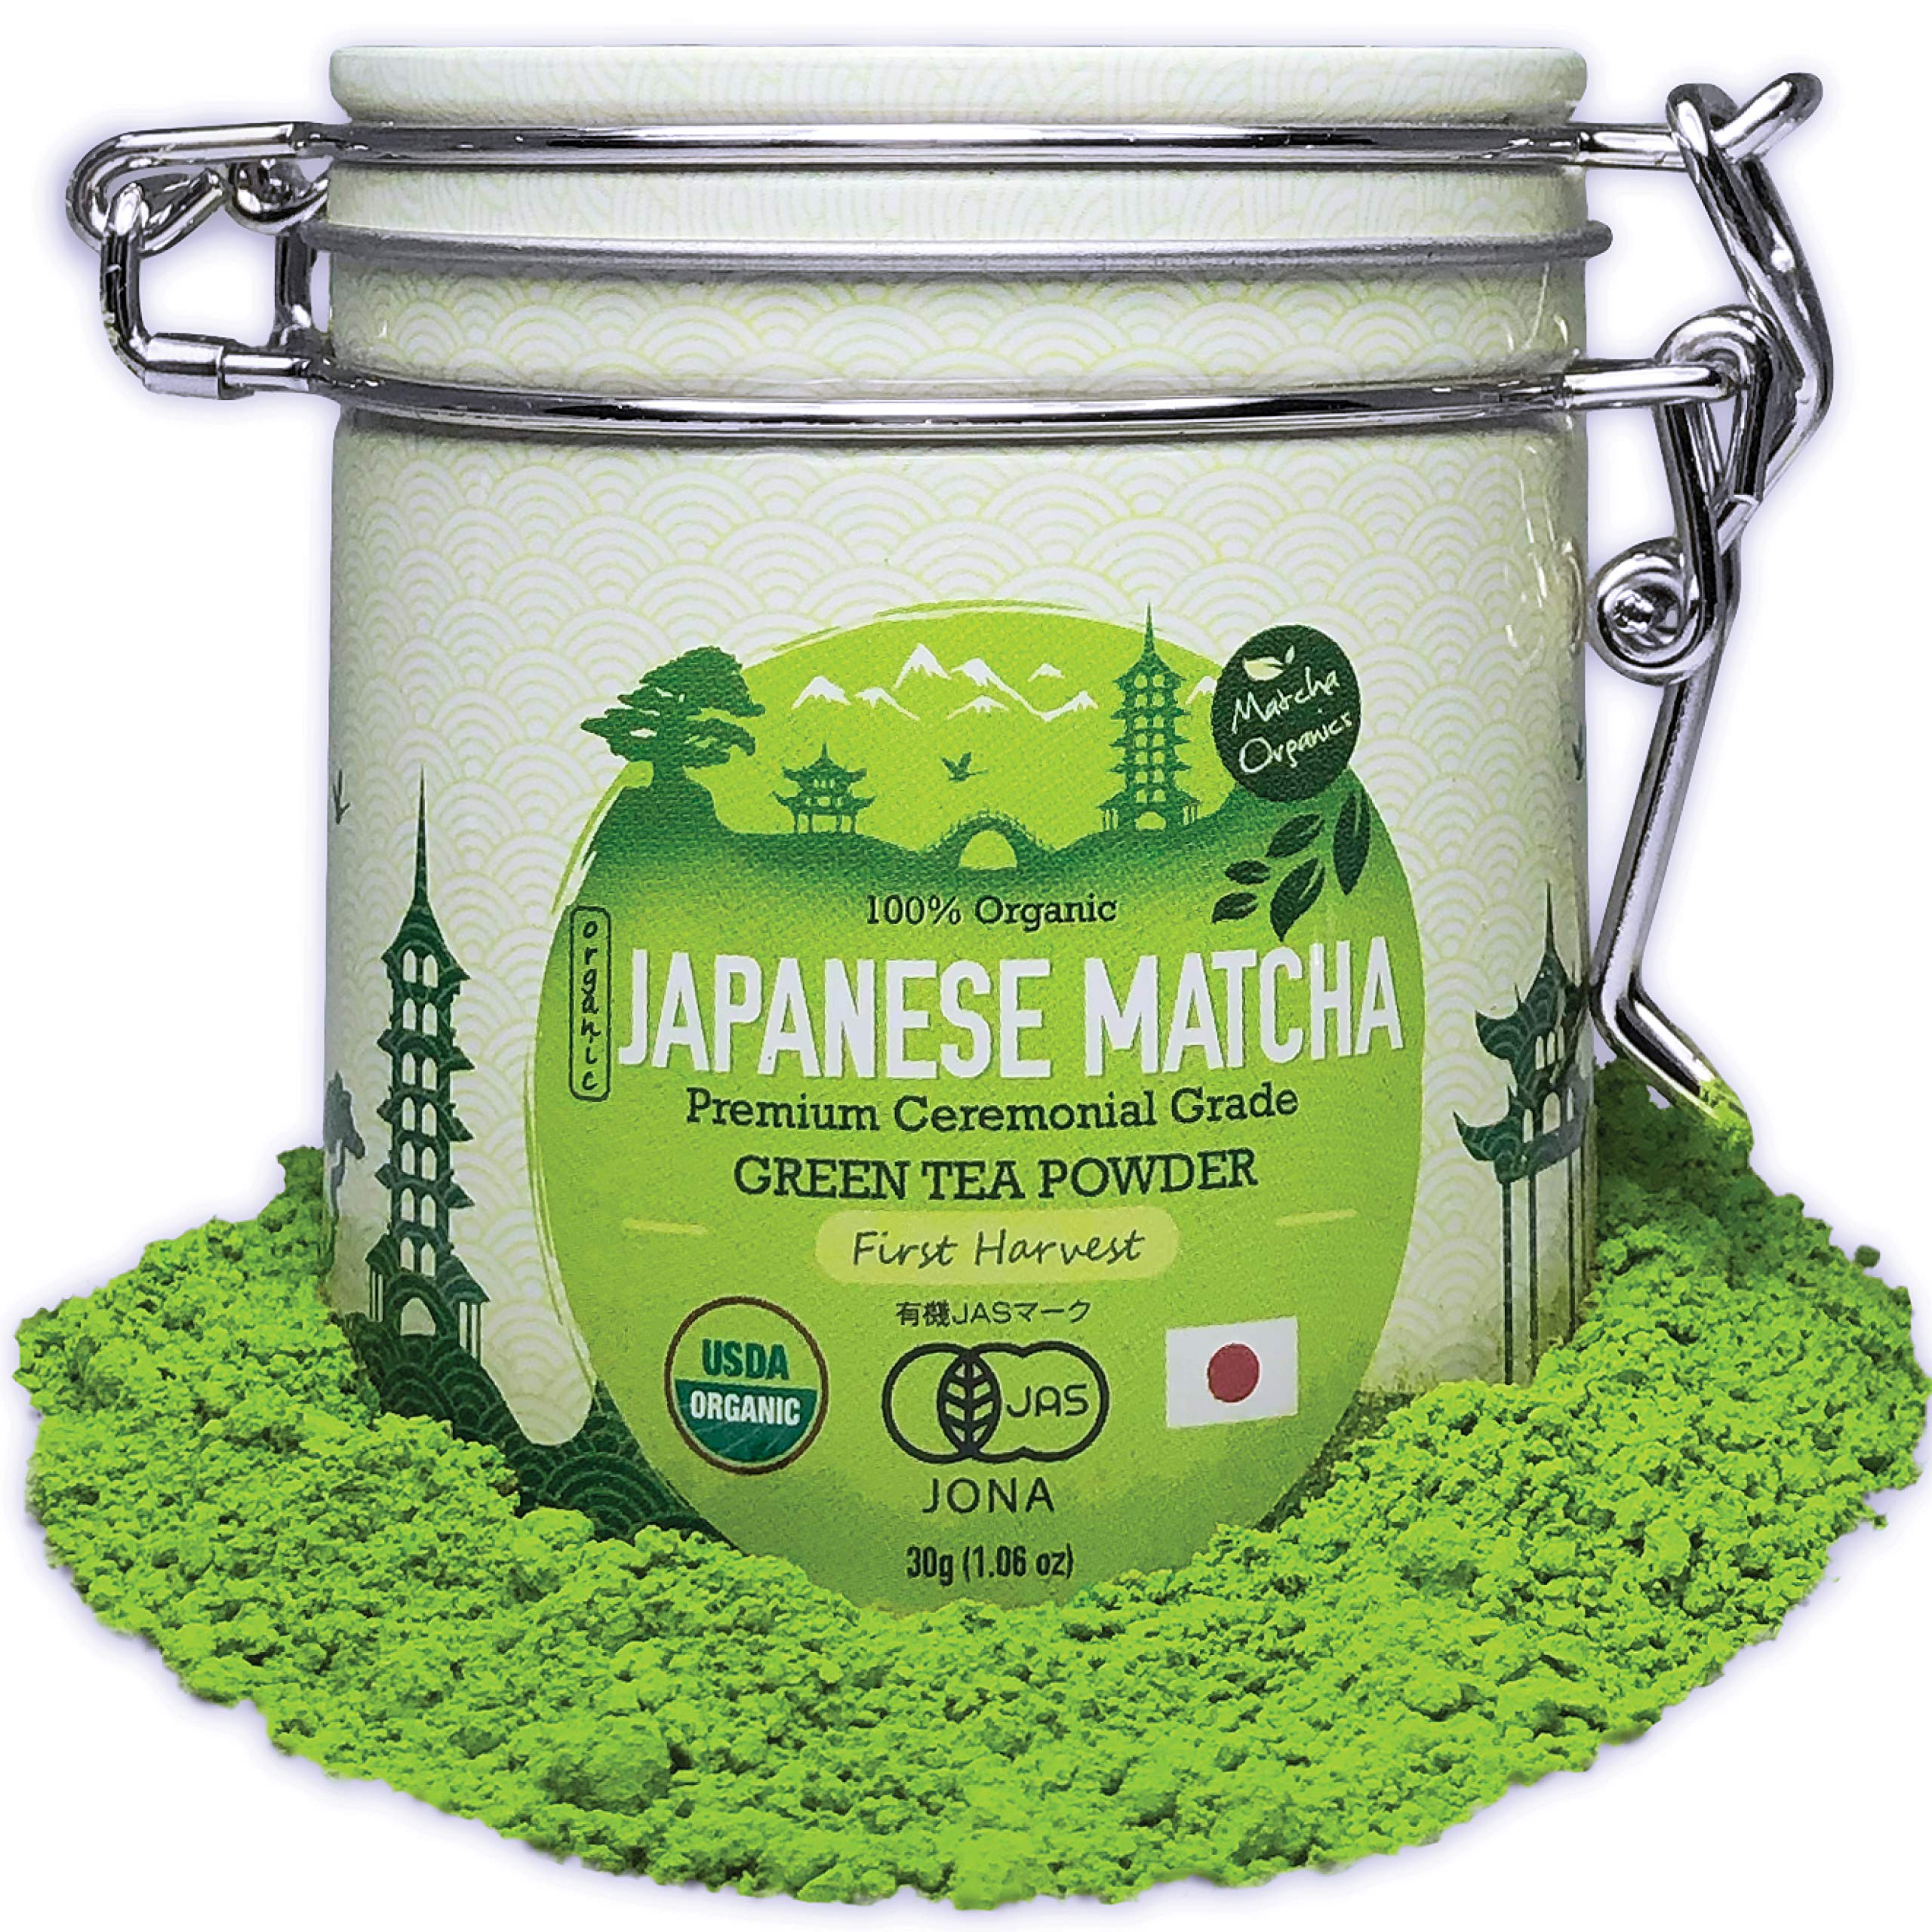 Matcha
Organics
100% Organic
organic
JAPANESE MATCHA
Premium Ceremonial Grade
GREEN TEA POWDER
First Harvest
有機JASマーク
USDA
ORGANIC
JAS
JONA
30g (1.06 oz)